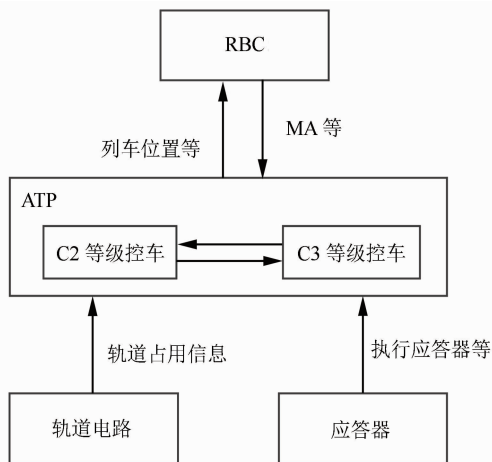 RBC
列车位置等
MA 等
ATP
C2 等级控车
C3 等级控车
轨道占用信息
执行应答器等
轨道电路
应答器